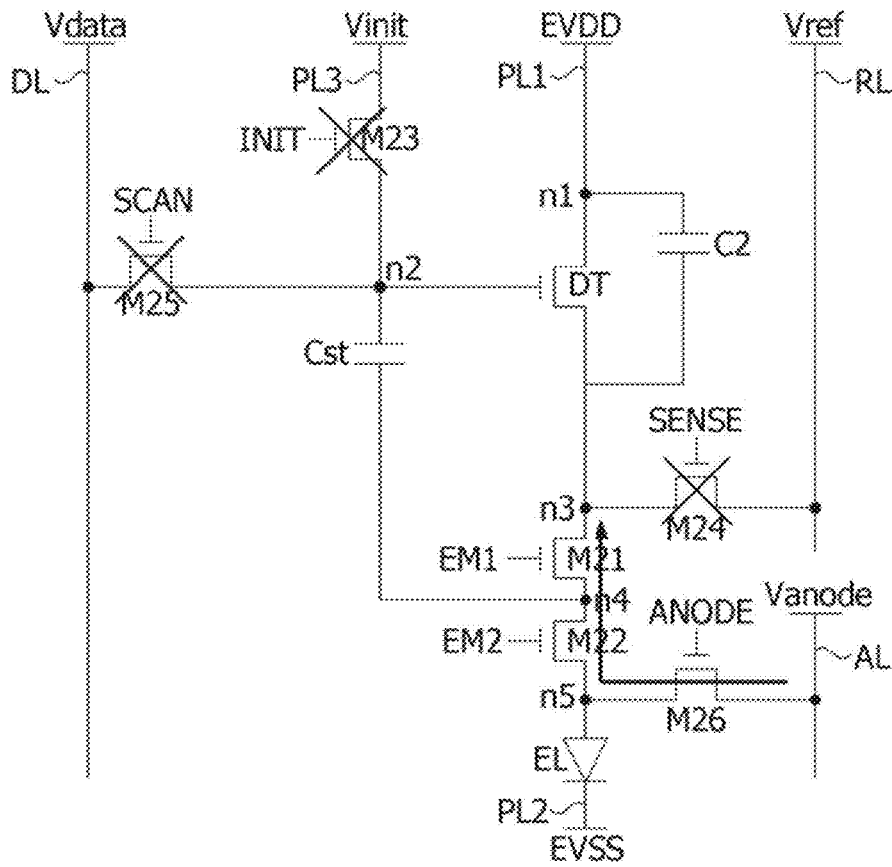 Vdata Vinit EVDD Vref
DL PL3 PL1 RL
INIT M23
SCAN n1
C2
n2 DT
M25
Cst
SENSE
n3 M24
EM1 M21
n4 Vanode
ANODE
EM2 M22 AL
n5 M26
EL
PL2
EVSS